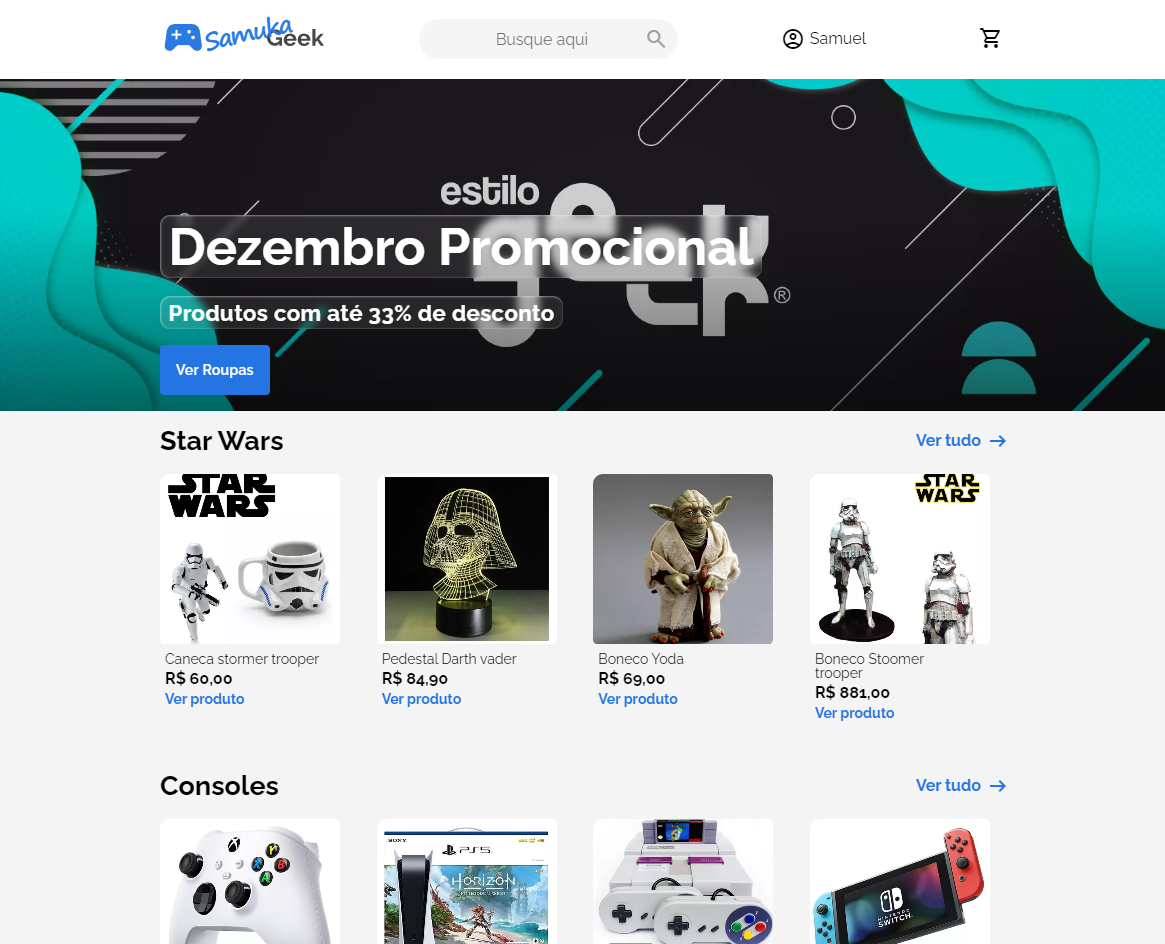 Samuka
Geek
Busque aqui
Samuel
estilo
geek
®
Dezembro Promocional
Produtos com até 33% de desconto
Ver Roupas
Star Wars
Ver tudo
STAR
WARS
STAR
WARS
Caneca stormer trooper
R$ 60,00
Ver produto
Pedestal Darth vader
R$ 84,90
Ver produto
Boneco Yoda
R$ 69,00
Ver produto
Boneco Stoomer
trooper
R$ 881,00
Ver produto
Consoles
Ver tudo
Y
X
B
A
SONY
PS5
HORIZON
FORBIDDEN WEST
NINTENDO
SWITCH